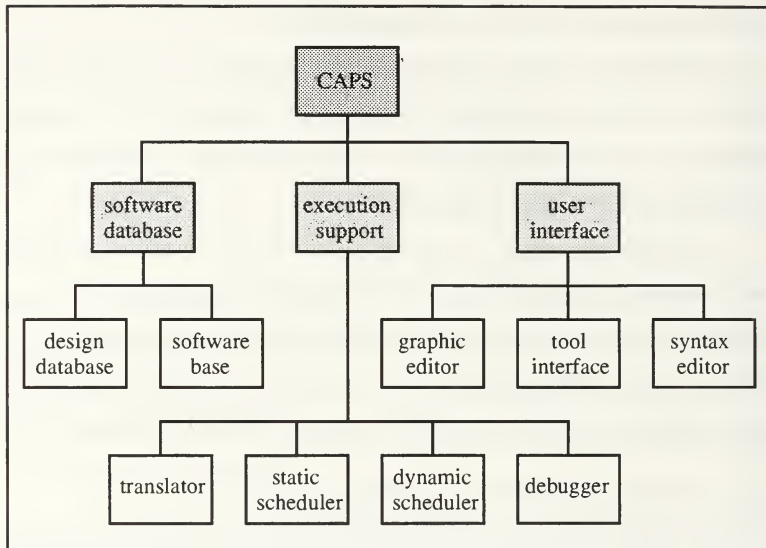 CAPS
software
database
execution
support
user
interface
design
database
software
base
graphic
editor
tool
interface
syntax
editor
translator
static
scheduler
dynamic
scheduler
debugger